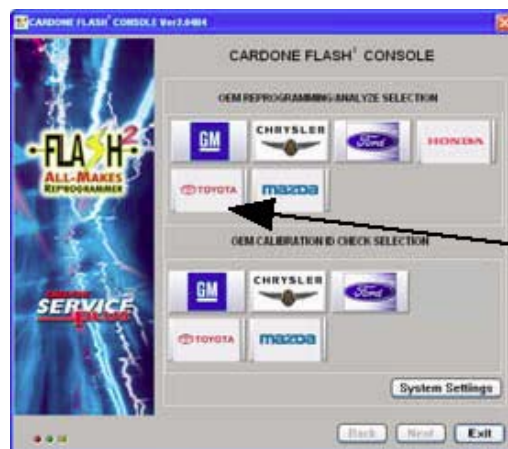 CARDONE FLASH² CONSOLE Ver2.0404
CARDONE FLASH² CONSOLE
OEM REPROGRAMMING ANALYZE SELECTION
GM
CHRYSLER
Ford
HONDA
TOYOTA
mazda
OEM CALIBRATION ID CHECK SELECTION
GM
CHRYSLER
Ford
TOYOTA
mazda
FLASH²
ALL-MAKES
REPROGRAMMER
CARDONE
SERVICE
PLUS
System Settings
Back
Next
Exit